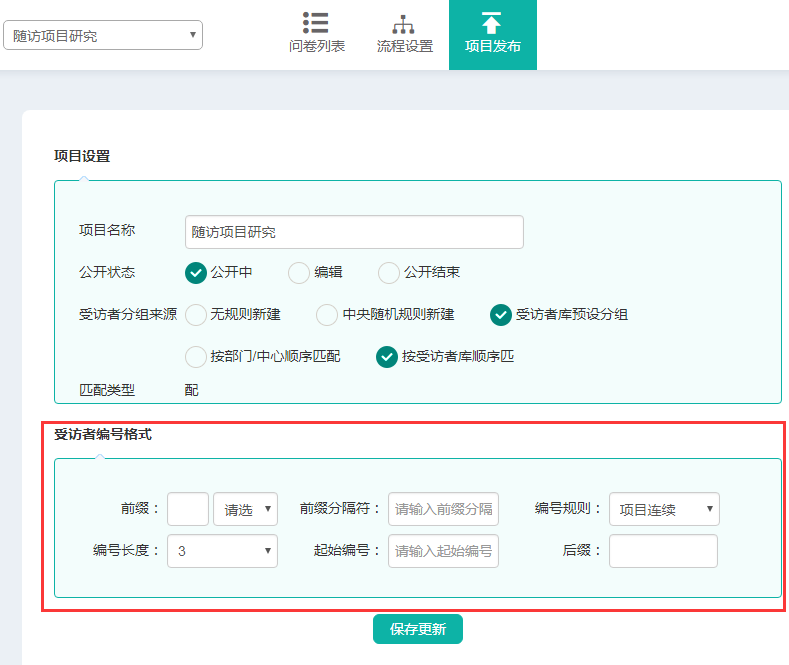 随访项目研究
问卷列表 流程设置 项目发布
项目设置
项目名称 随访项目研究
公开状态 公开中 编辑 公开结束
受访者分组来源 无规则新建 中央随机规则新建 受访者库预设分组
按部门/中心顺序匹配 按受访者库顺序匹
匹配类型 配
受访者编号格式
前缀： 请选 前缀分隔符： 请输入前缀分隔 编号规则： 项目连续
编号长度： 3 起始编号： 请输入起始编号 后缀：
保存更新